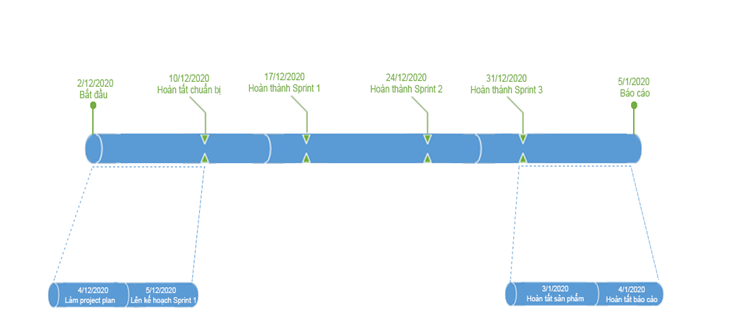 2/12/2020
Bắt đầu
10/12/2020
Hoàn tất chuẩn bị
17/12/2020
Hoàn thành Sprint 1
24/12/2020
Hoàn thành Sprint 2
31/12/2020
Hoàn thành Sprint 3
5/1/2020
Báo cáo
4/12/2020
Làm project plan
5/12/2020
Lên kế hoạch Sprint 1
3/1/2020
Hoàn tất sản phẩm
4/1/2020
Hoàn tất báo cáo